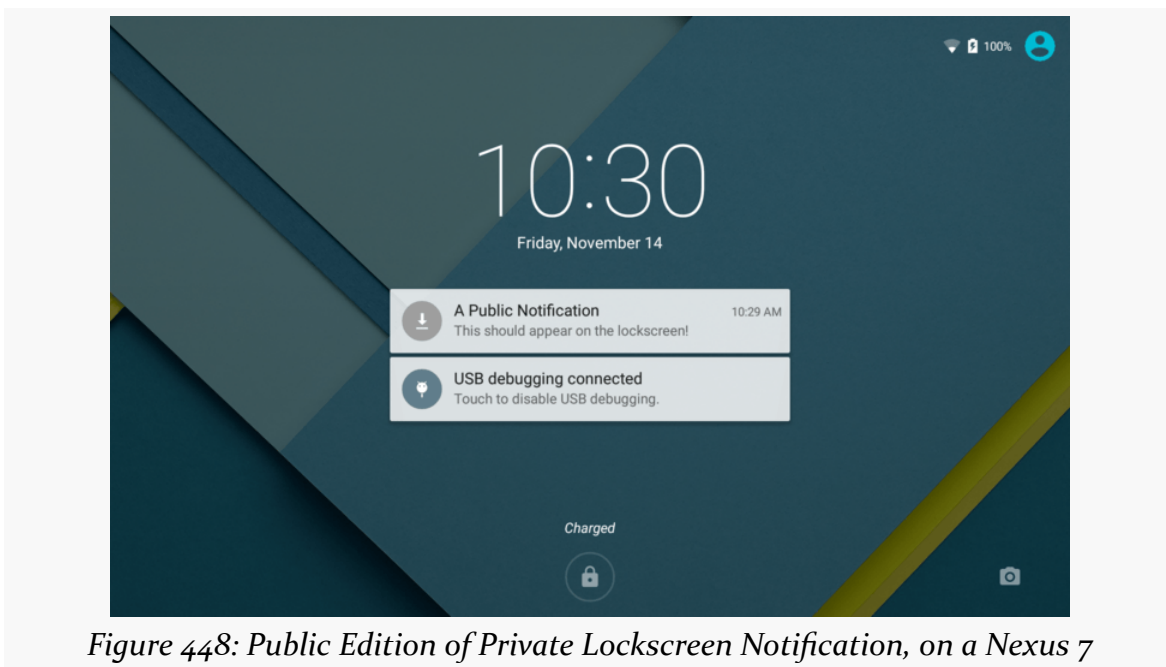 100%
10:30
Friday, November 14
A Public Notification 10:29 AM
This should appear on the lockscreen!
USB debugging connected
Touch to disable USB debugging.
Charged
Figure 448: Public Edition of Private Lockscreen Notification, on a Nexus 7